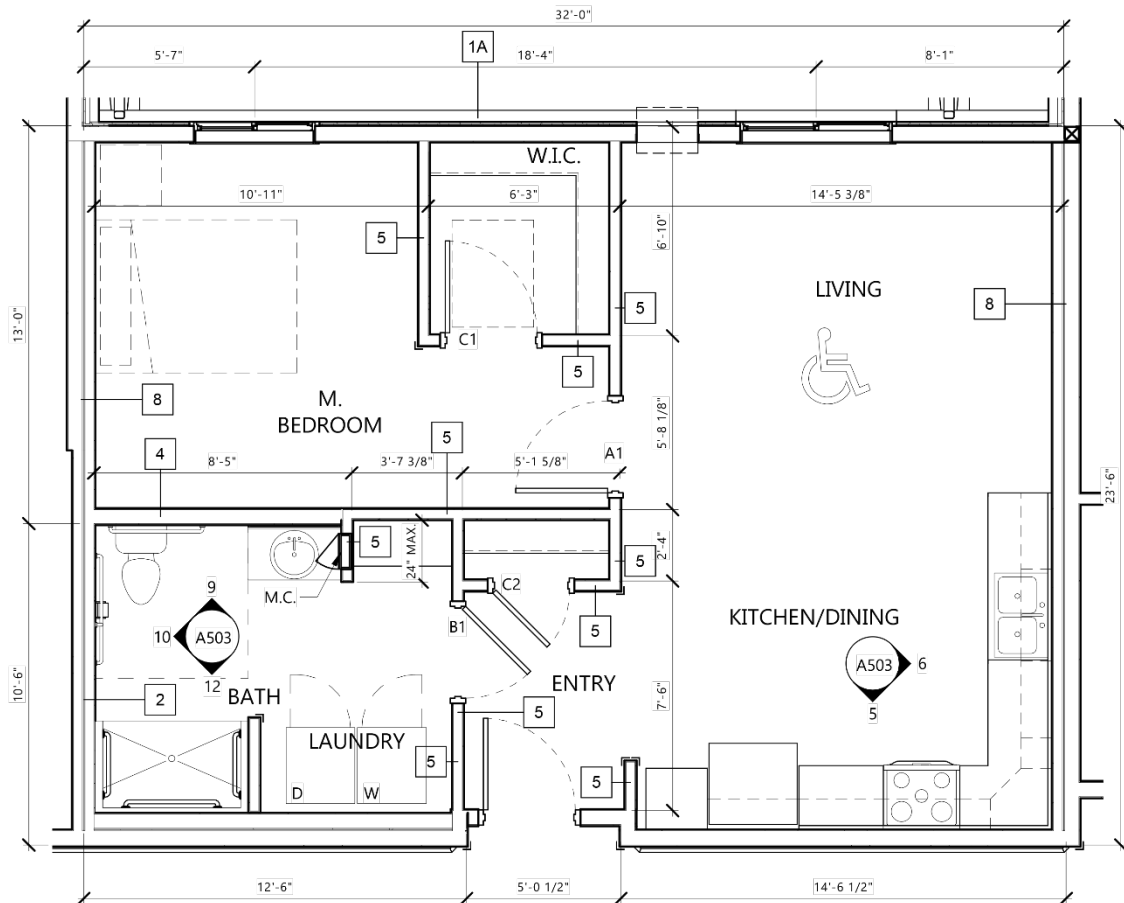 32'-0"
5'-7"
1A
18'-4"
8'-1"
W.I.C.
10'-11"
6'-3"
14'-5 3/8"
6'-10"
5
5
LIVING
8
C1
5
13'-0"
8
M.
BEDROOM
5
A1
5'-8 1/8"
4
8'-5"
3'-7 3/8"
5'-1 5/8"
23'-6"
5
24" MAX.
5
2'-4"
M.C.
C2
9
10
A503
12
B1
5
KITCHEN/DINING
A503
6
5
10'-6"
2
BATH
ENTRY
7'-6"
5
LAUNDRY
5
5
D
W
12'-6"
5'-0 1/2"
14'-6 1/2"